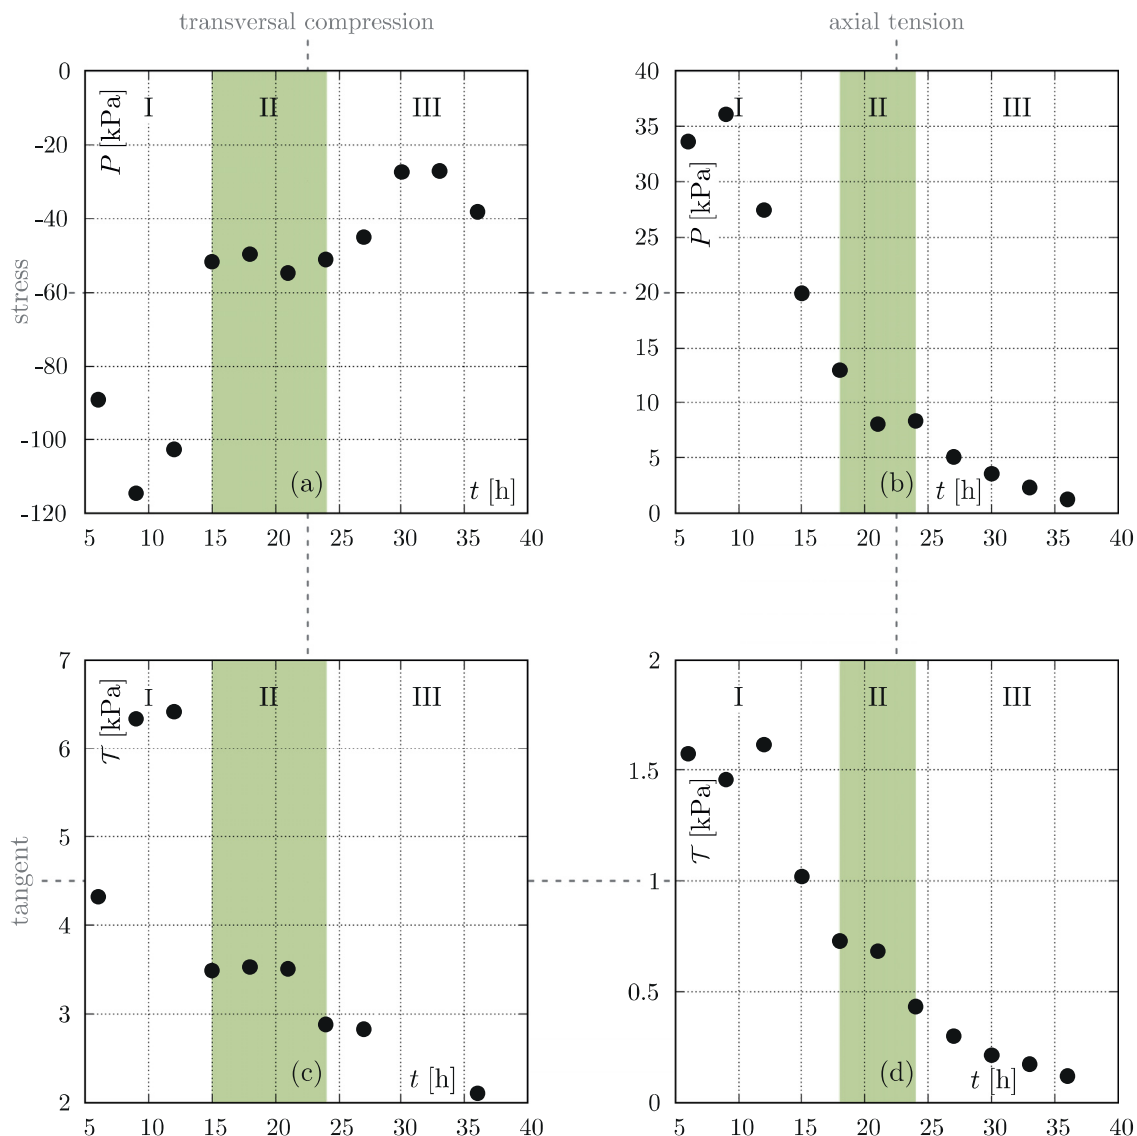 transversal compression
axial tension
stress
tangent
P [kPa]
I
II
III
-0
-20
-40
-60
-80
-100
-120
(a)
t [h]
5 10 15 20 25 30 35 40
P [kPa]
I
II
III
40
35
30
25
20
15
10
5
0
(b)
t [h]
5 10 15 20 25 30 35 40
𝒯 [kPa]
I
II
III
7
6
5
4
3
2
(c)
t [h]
5 10 15 20 25 30 35 40
𝒯 [kPa]
I
II
III
2
1.5
1
0.5
0
(d)
t [h]
5 10 15 20 25 30 35 40